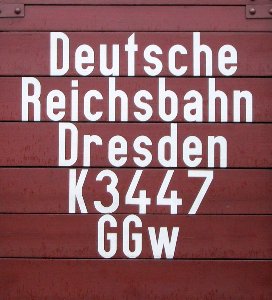 Deutsche
Reichsbahn
Dresden
K3447
GGw